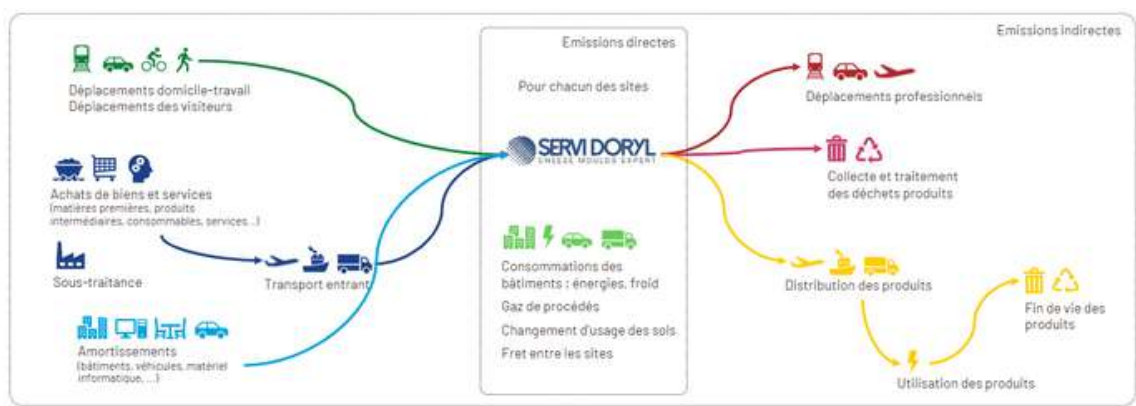 Emissions directes
Emissions indirectes
Déplacements domicile-travail
Déplacements des visiteurs
Pour chacun des sites
Déplacements professionnels
SERVI DORYL
CHEESE MOULDS EXPERT
Achats de biens et services
(matières premières, produits
intermédiaires, consommables, services...)
Collecte et traitement
des déchets produits
Sous-traitance
Transport entrant
Consommations des
bâtiments : énergies, froid
Gaz de procédés
Changement d'usage des sols
Fret entre les sites
Distribution des produits
Fin de vie des
produits
Amortissements
(bâtiments, véhicules, matériel
informatique, ...)
Utilisation des produits